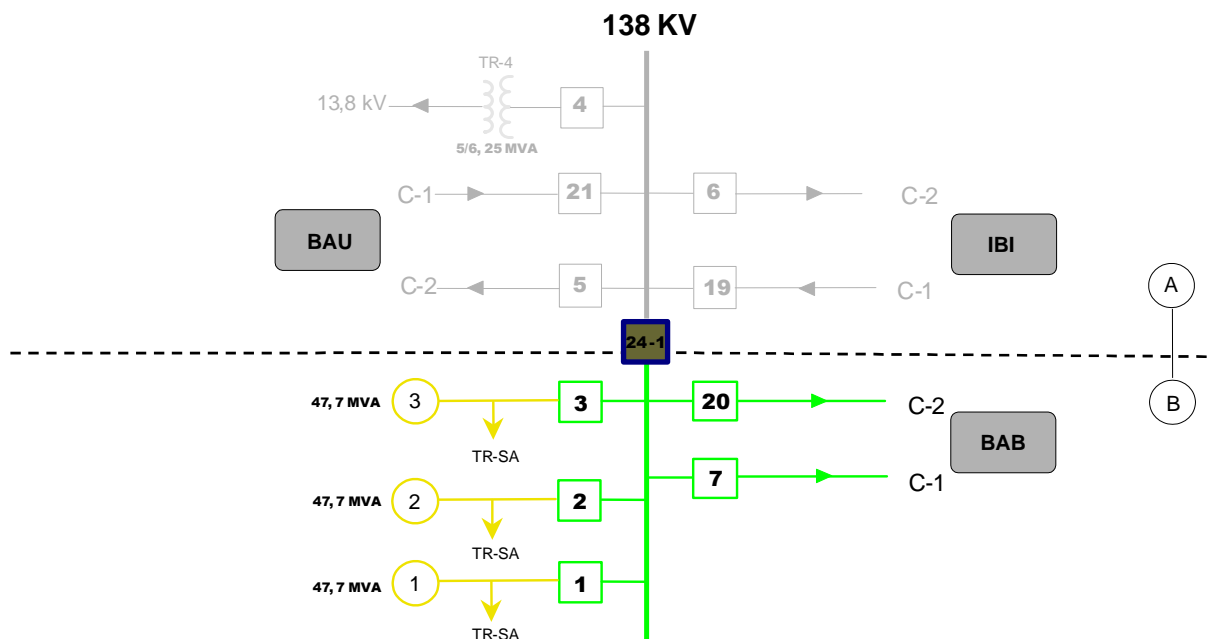 138 KV
TR-4
13,8 kV
4
5/6, 25 MVA
C-1
21
6
C-2
BAU
IBI
C-2
5
19
C-1
A
24-1
47, 7 MVA
3
3
20
C-2
B
TR-SA
BAB
7
C-1
47, 7 MVA
2
2
TR-SA
47, 7 MVA
1
1
TR-SA